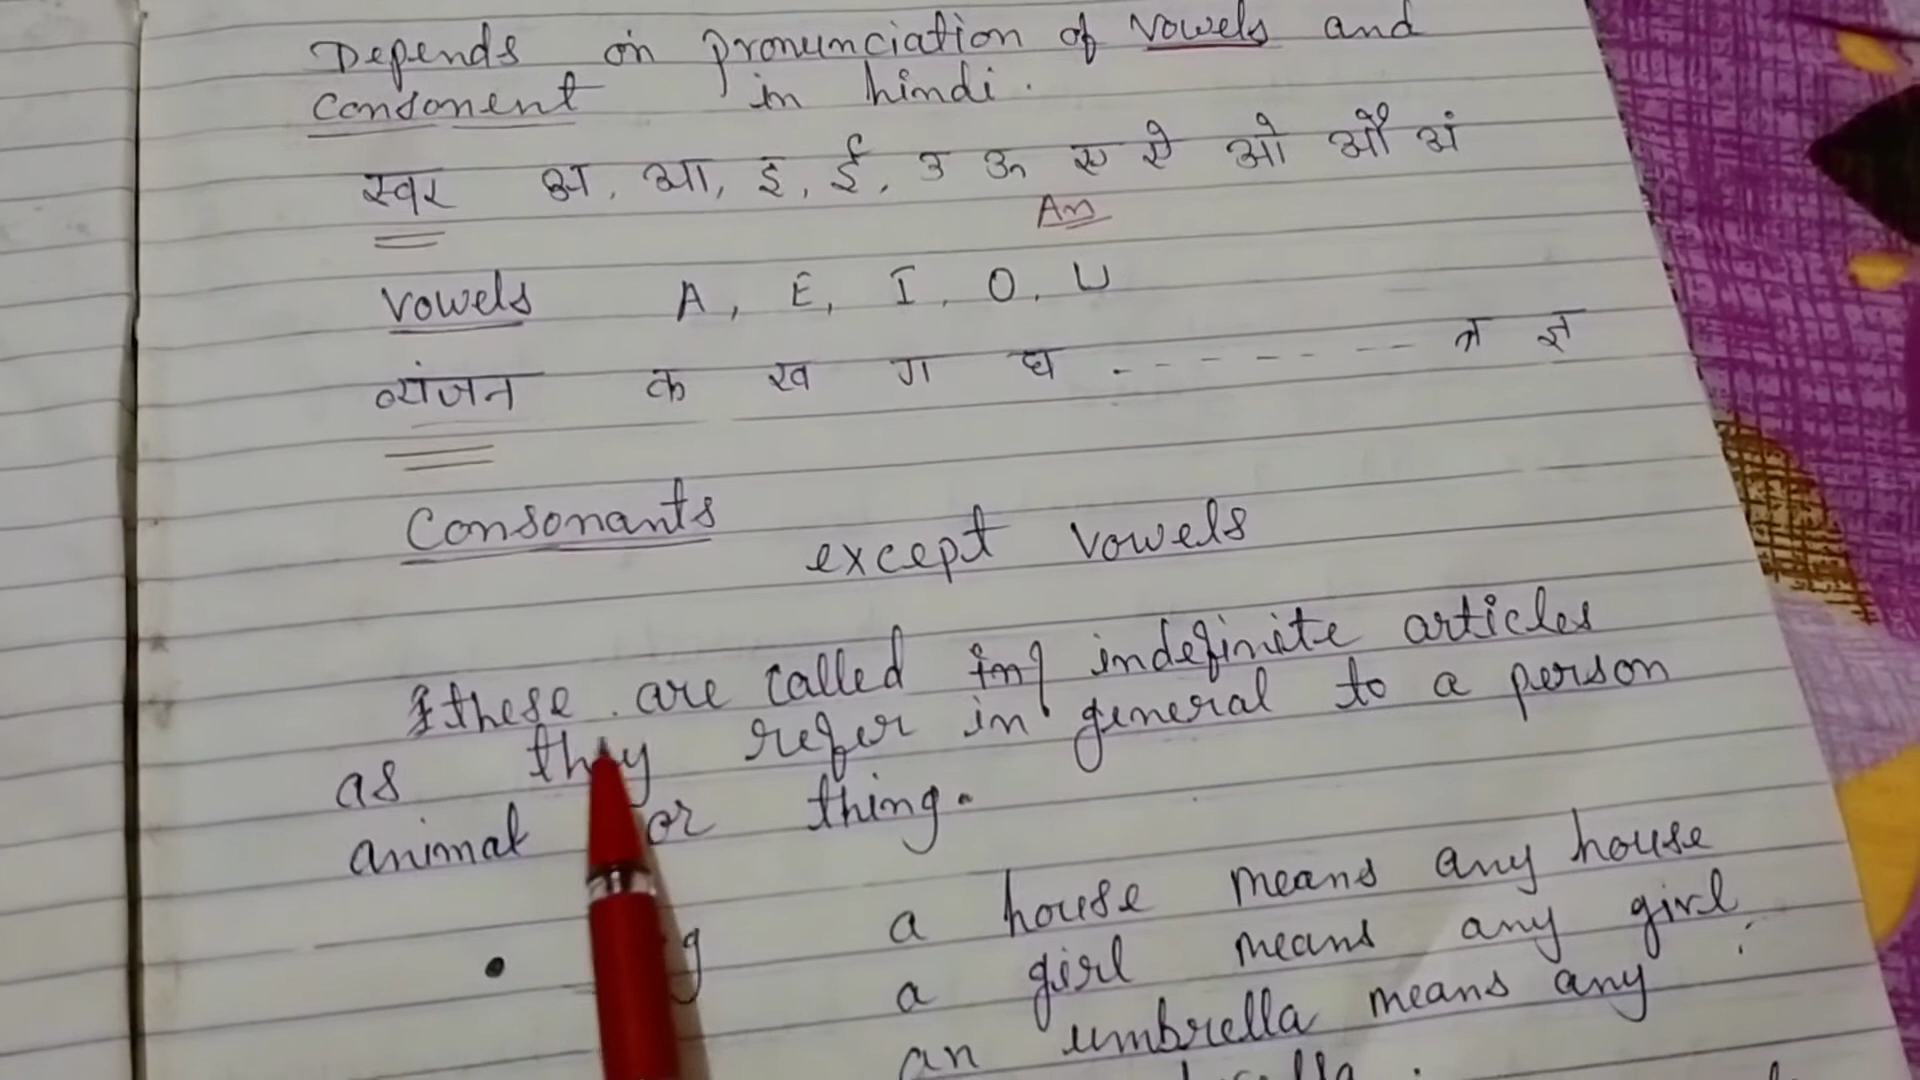 Depends on pronunciation of vowels and
consonent in hindi.
स्वर अ, आ, इ, ई, उ ऊ ए ऐ ओ औ अं
An
Vowels A, E, I, O, U
व्यंजन क ख ग घ - - - - - - - त्र ज्ञ
Consonants except vowels
these are called indefinite articles
as they refer in general to a person
animal or thing.
a house means any house
a girl means any girl
an umbrella means any